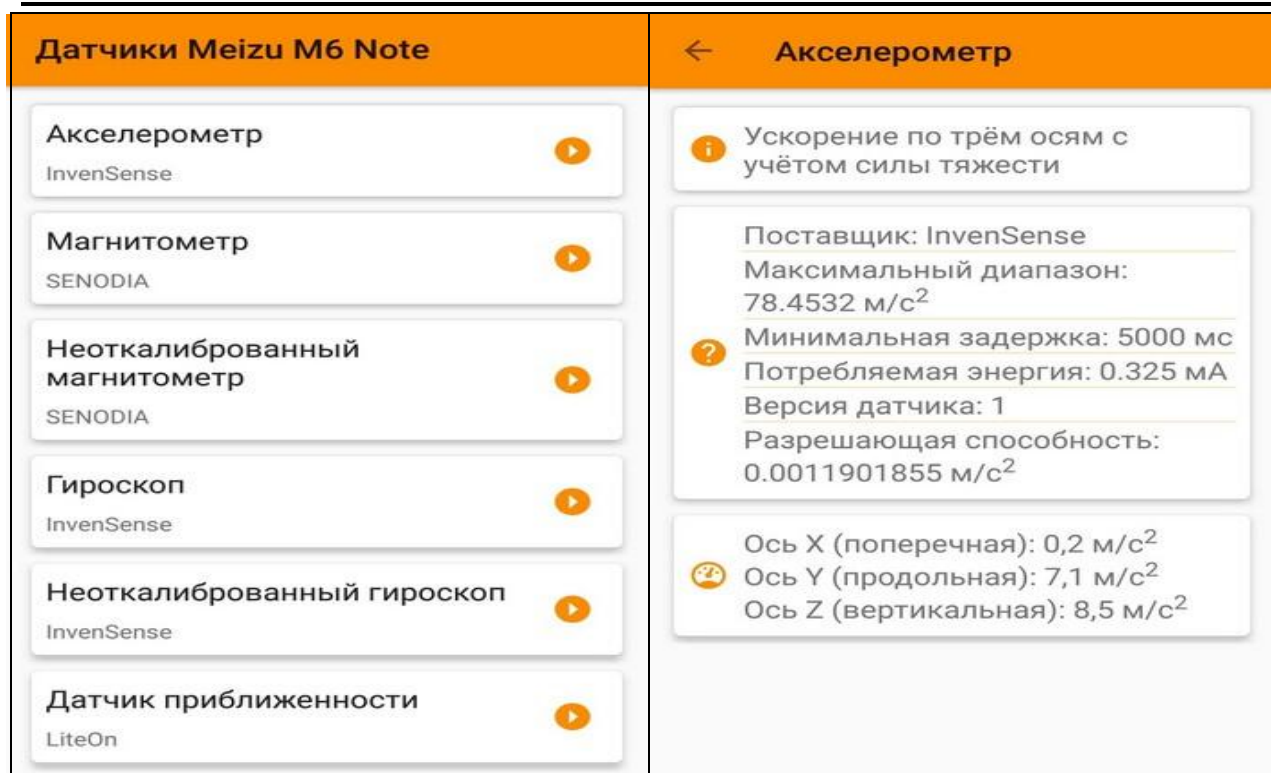 Датчики Meizu M6 Note
Акселерометр
InvenSense
Магнитометр
SENODIA
Неоткалиброванный
магнитометр
SENODIA
Гироскоп
InvenSense
Неоткалиброванный гироскоп
InvenSense
Датчик приближенности
LiteOn
Акселерометр
Ускорение по трём осям с
учётом силы тяжести
Поставщик: InvenSense
Максимальный диапазон:
78.4532 м/с²
Минимальная задержка: 5000 мс
Потребляемая энергия: 0.325 мА
Версия датчика: 1
Разрешающая способность:
0.0011901855 м/с²
Ось X (поперечная): 0,2 м/с²
Ось Y (продольная): 7,1 м/с²
Ось Z (вертикальная): 8,5 м/с²